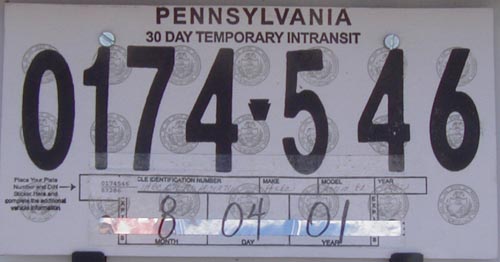 PENNSYLVANIA
30 DAY TEMPORARY INTRANSIT
0174-546
Place Your Plate
Number and DIN
Sticker Here and
complete the additional
vehicle information.
CLE IDENTIFICATION NUMBER MAKE MODEL YEAR
0174546
8 04 01
MONTH DAY YEAR